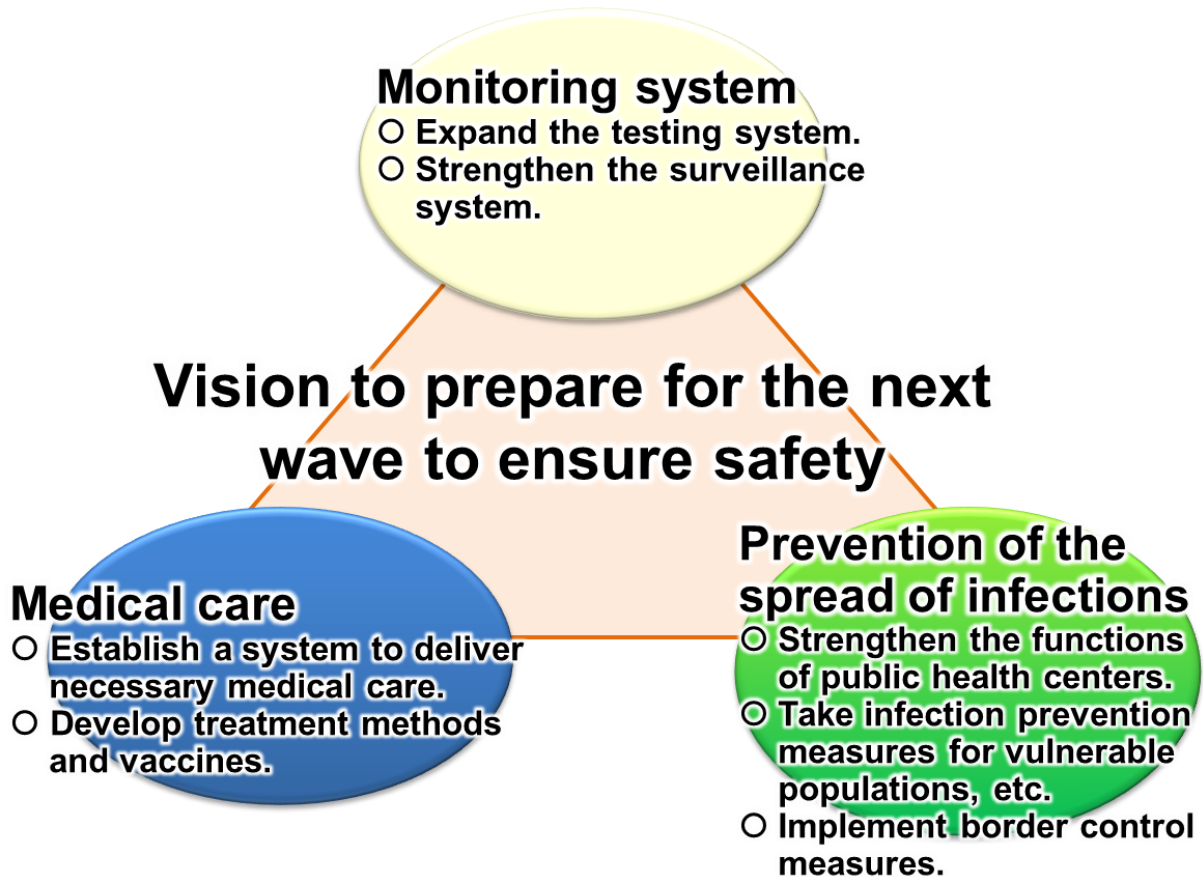 Monitoring system
○ Expand the testing system.
○ Strengthen the surveillance
system.
Vision to prepare for the next
wave to ensure safety
Medical care
○ Establish a system to deliver
necessary medical care.
○ Develop treatment methods
and vaccines.
Prevention of the
spread of infections
○ Strengthen the functions
of public health centers.
○ Take infection prevention
measures for vulnerable
populations, etc.
○ Implement border control
measures.